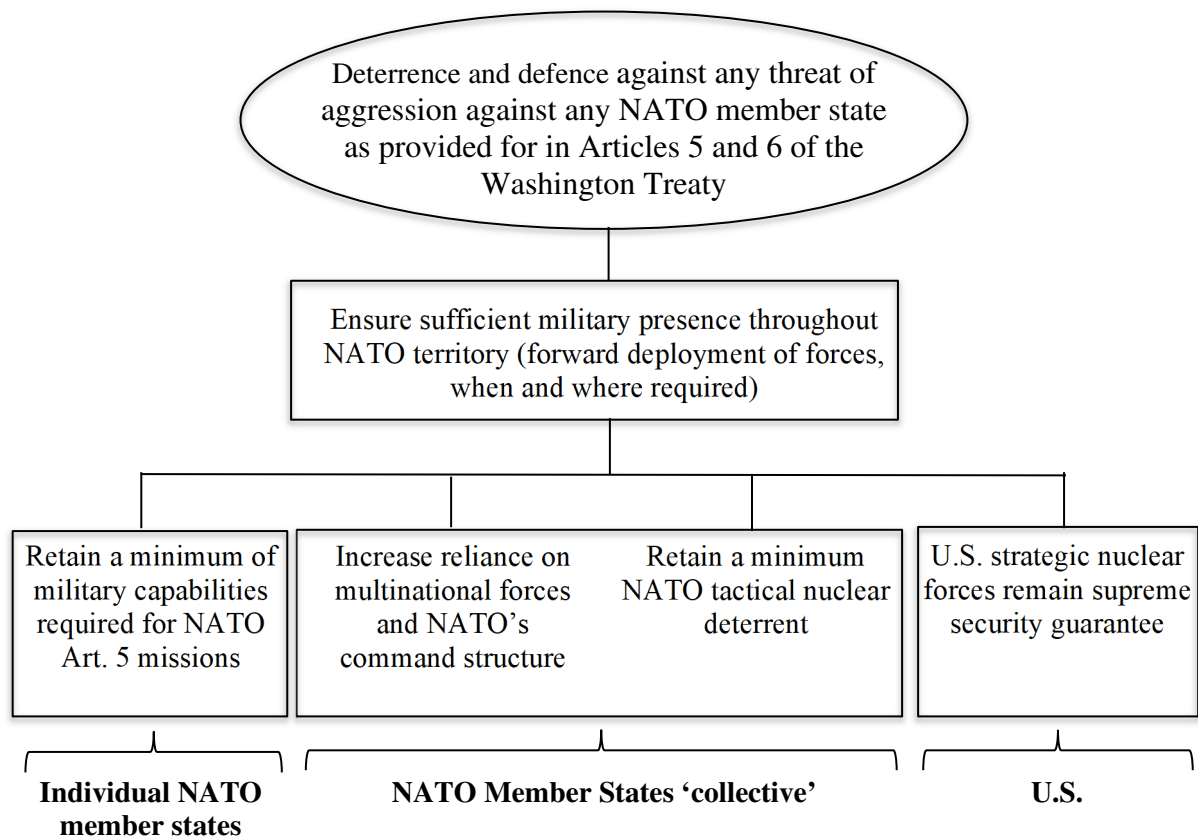 Deterrence and defence against any threat of
aggression against any NATO member state
as provided for in Articles 5 and 6 of the
Washington Treaty
Ensure sufficient military presence throughout
NATO territory (forward deployment of forces,
when and where required)
Retain a minimum of
military capabilities
required for NATO
Art. 5 missions
Increase reliance on
multinational forces
and NATO’s
command structure
Retain a minimum
NATO tactical nuclear
deterrent
U.S. strategic nuclear
forces remain supreme
security guarantee
Individual NATO
member states
NATO Member States ‘collective’
U.S.